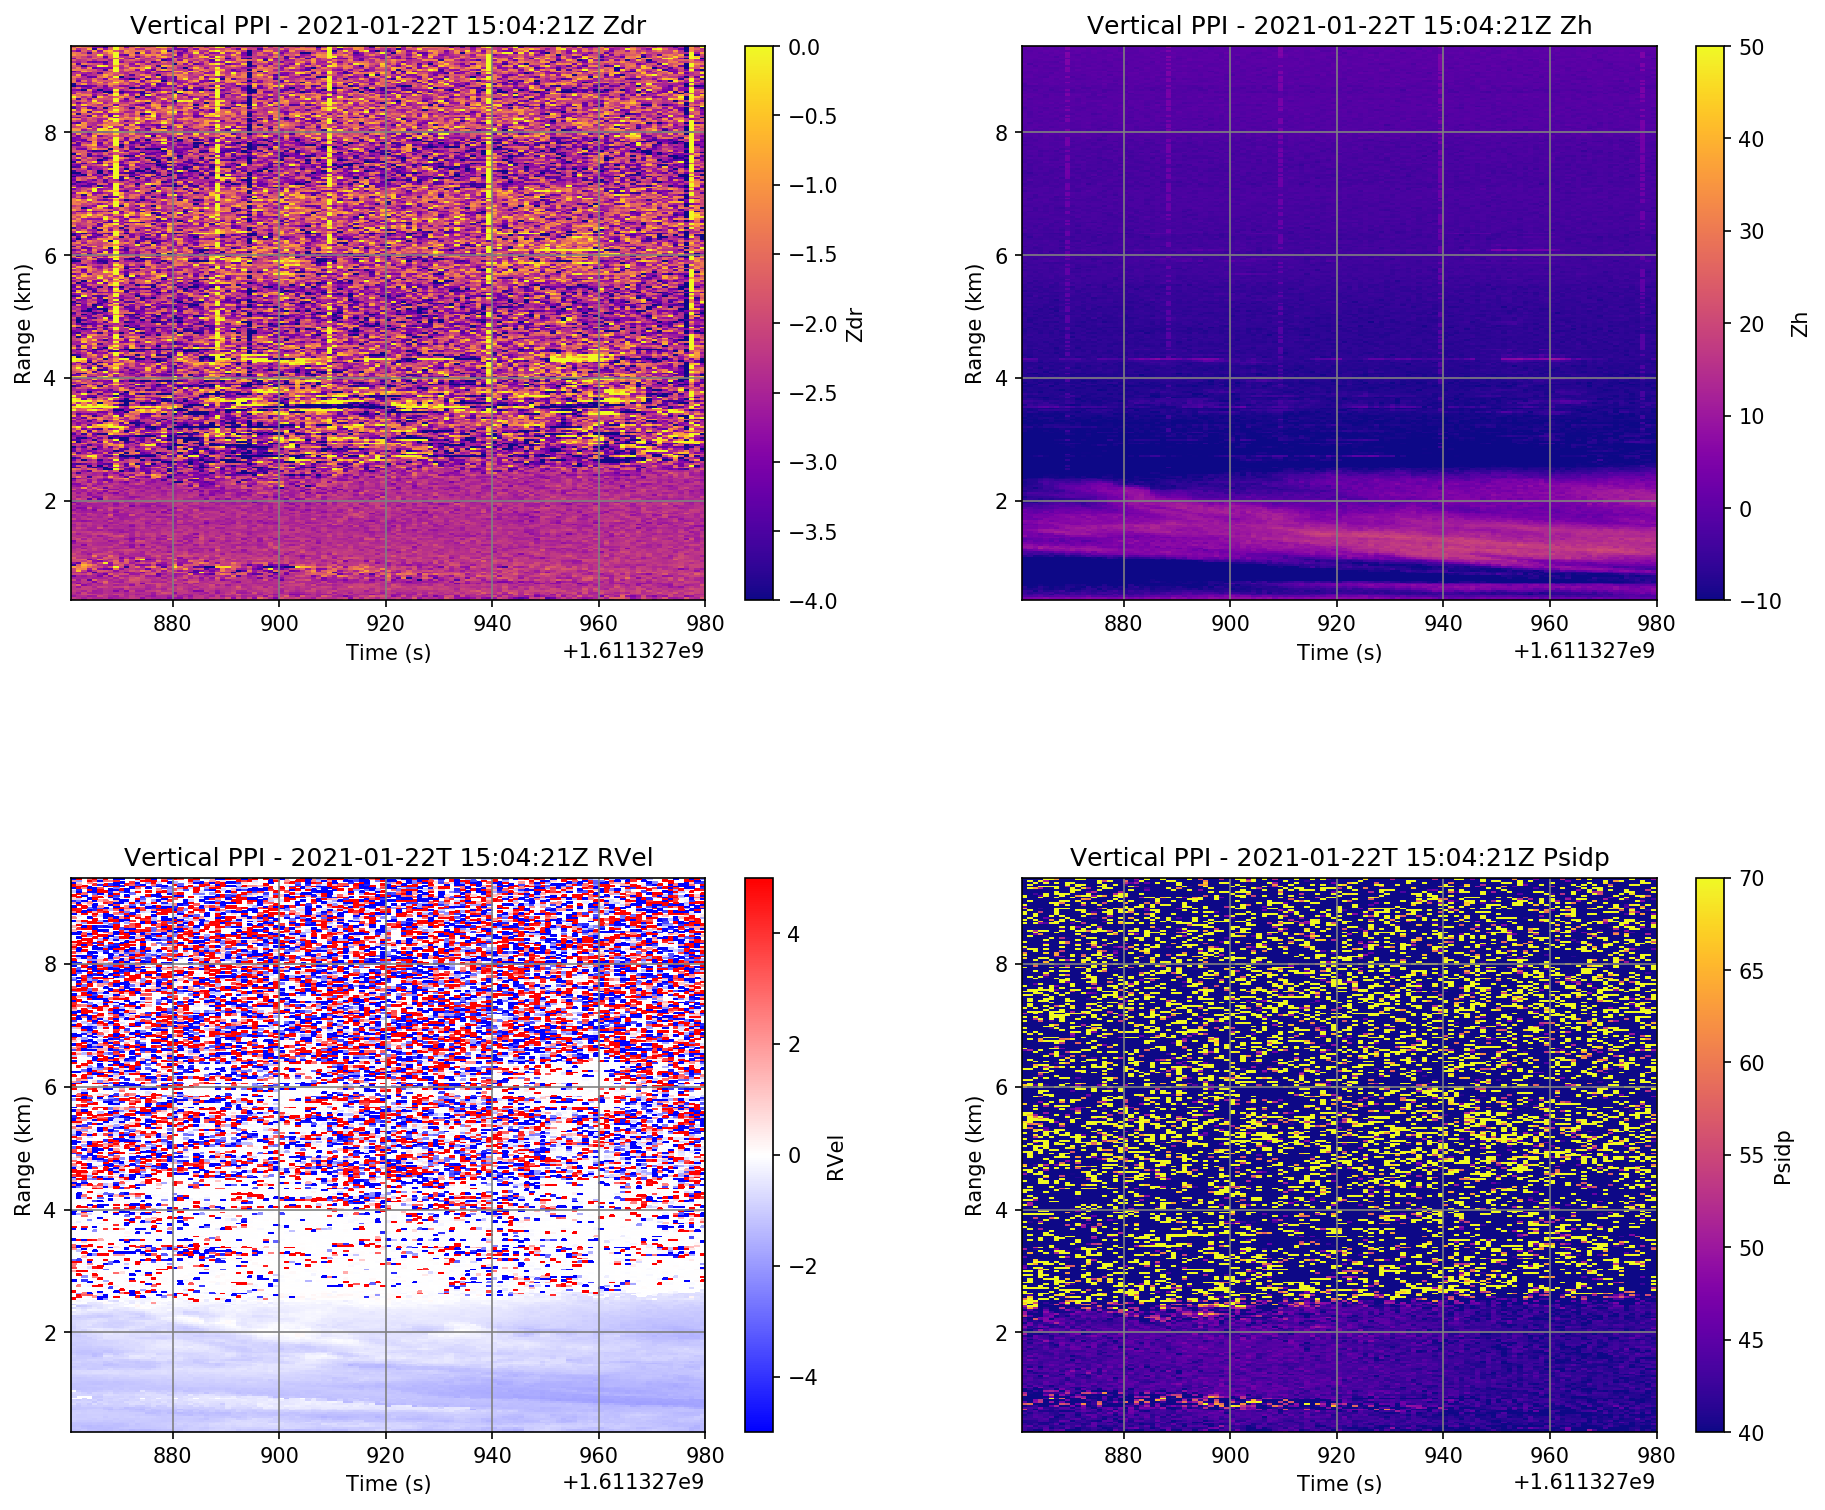 Vertical PPI - 2021-01-22T 15:04:21Z Zdr
Range (km)
8
6
4
2
880 900 920 940 960 980
Time (s)
+1.611327e9
0.0
−0.5
−1.0
−1.5
−2.0
−2.5
−3.0
−3.5
−4.0
Zdr
Vertical PPI - 2021-01-22T 15:04:21Z Zh
Range (km)
8
6
4
2
880 900 920 940 960 980
Time (s)
+1.611327e9
50
40
30
20
10
0
−10
Zh
Vertical PPI - 2021-01-22T 15:04:21Z RVel
Range (km)
8
6
4
2
880 900 920 940 960 980
Time (s)
+1.611327e9
4
2
0
−2
−4
RVel
Vertical PPI - 2021-01-22T 15:04:21Z Psidp
Range (km)
8
6
4
2
880 900 920 940 960 980
Time (s)
+1.611327e9
70
65
60
55
50
45
40
Psidp